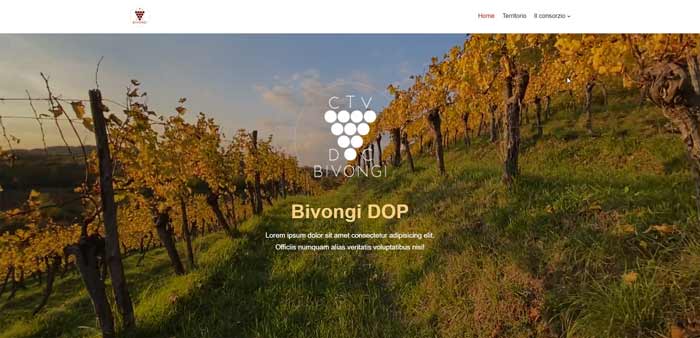 BIVONGI
Home Territorio Il consorzio
CTV
DOC
BIVONGI
Bivongi DOP
Lorem ipsum dolor sit amet consectetur adipisicing elit.
Officiis numquam alias veritatis voluptatibus nisi!